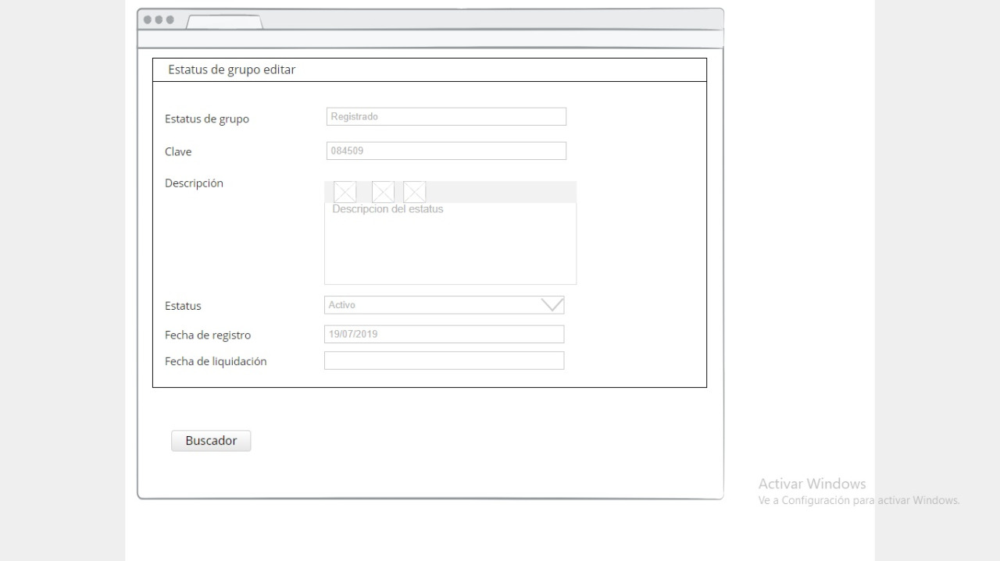 Estatus de grupo editar
Estatus de grupo
Registrado
Clave
084509
Descripción
Descripcion del estatus
Estatus
Activo
Fecha de registro
19/07/2019
Fecha de liquidación
Buscador
Activar Windows
Ve a Configuración para activar Windows.